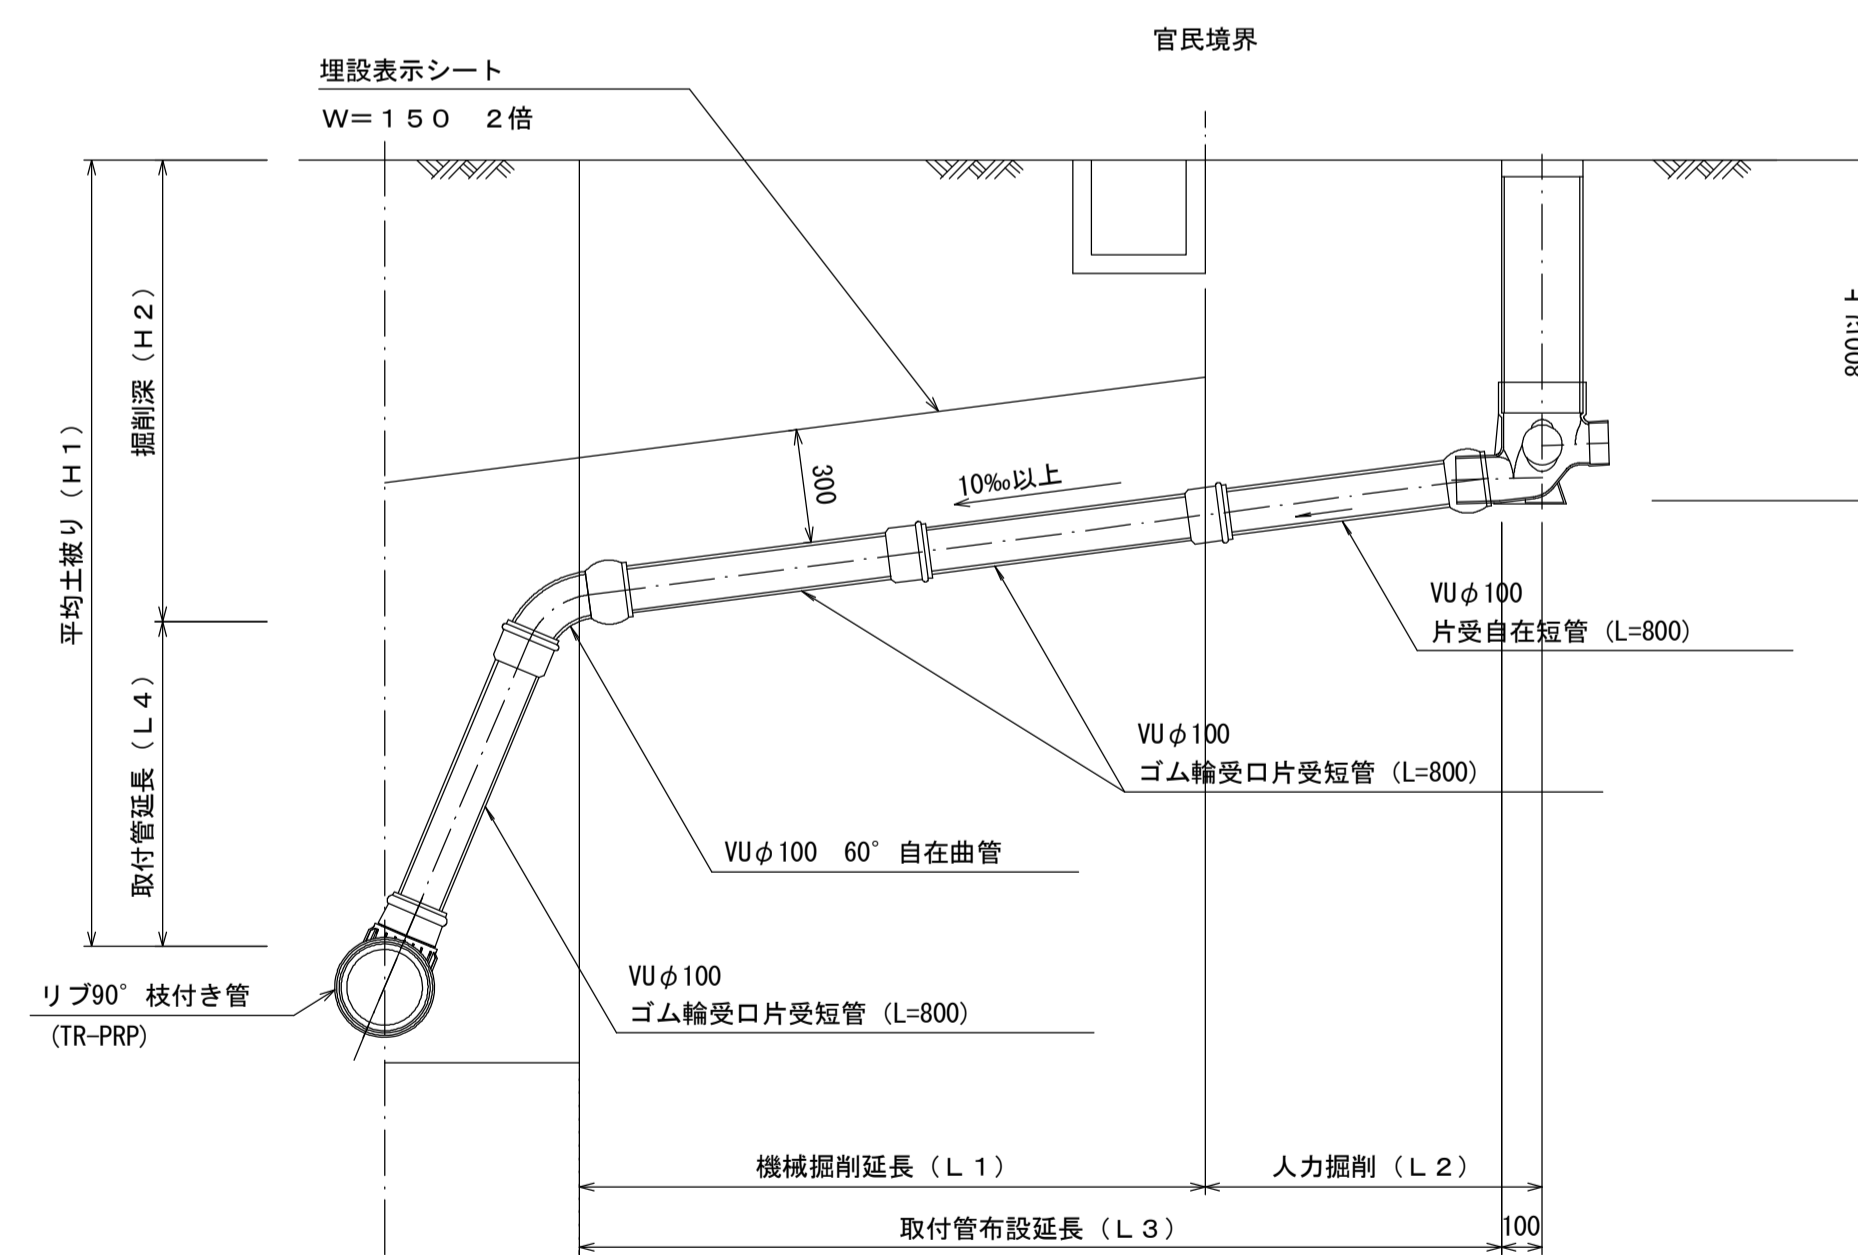 官民境界
埋設表示シート
W=150 2倍
平均土被り(H1)
掘削深(H2)
取付管延長(L4)
800以上
300
10‰以上
VUφ100
片受自在短管(L=800)
VUφ100
ゴム輪受口片受短管(L=800)
VUφ100 60°自在曲管
VUφ100
ゴム輪受口片受短管(L=800)
リブ90°枝付き管
(TR-PRP)
機械掘削延長(L1)
人力掘削(L2)
取付管布設延長(L3)
100